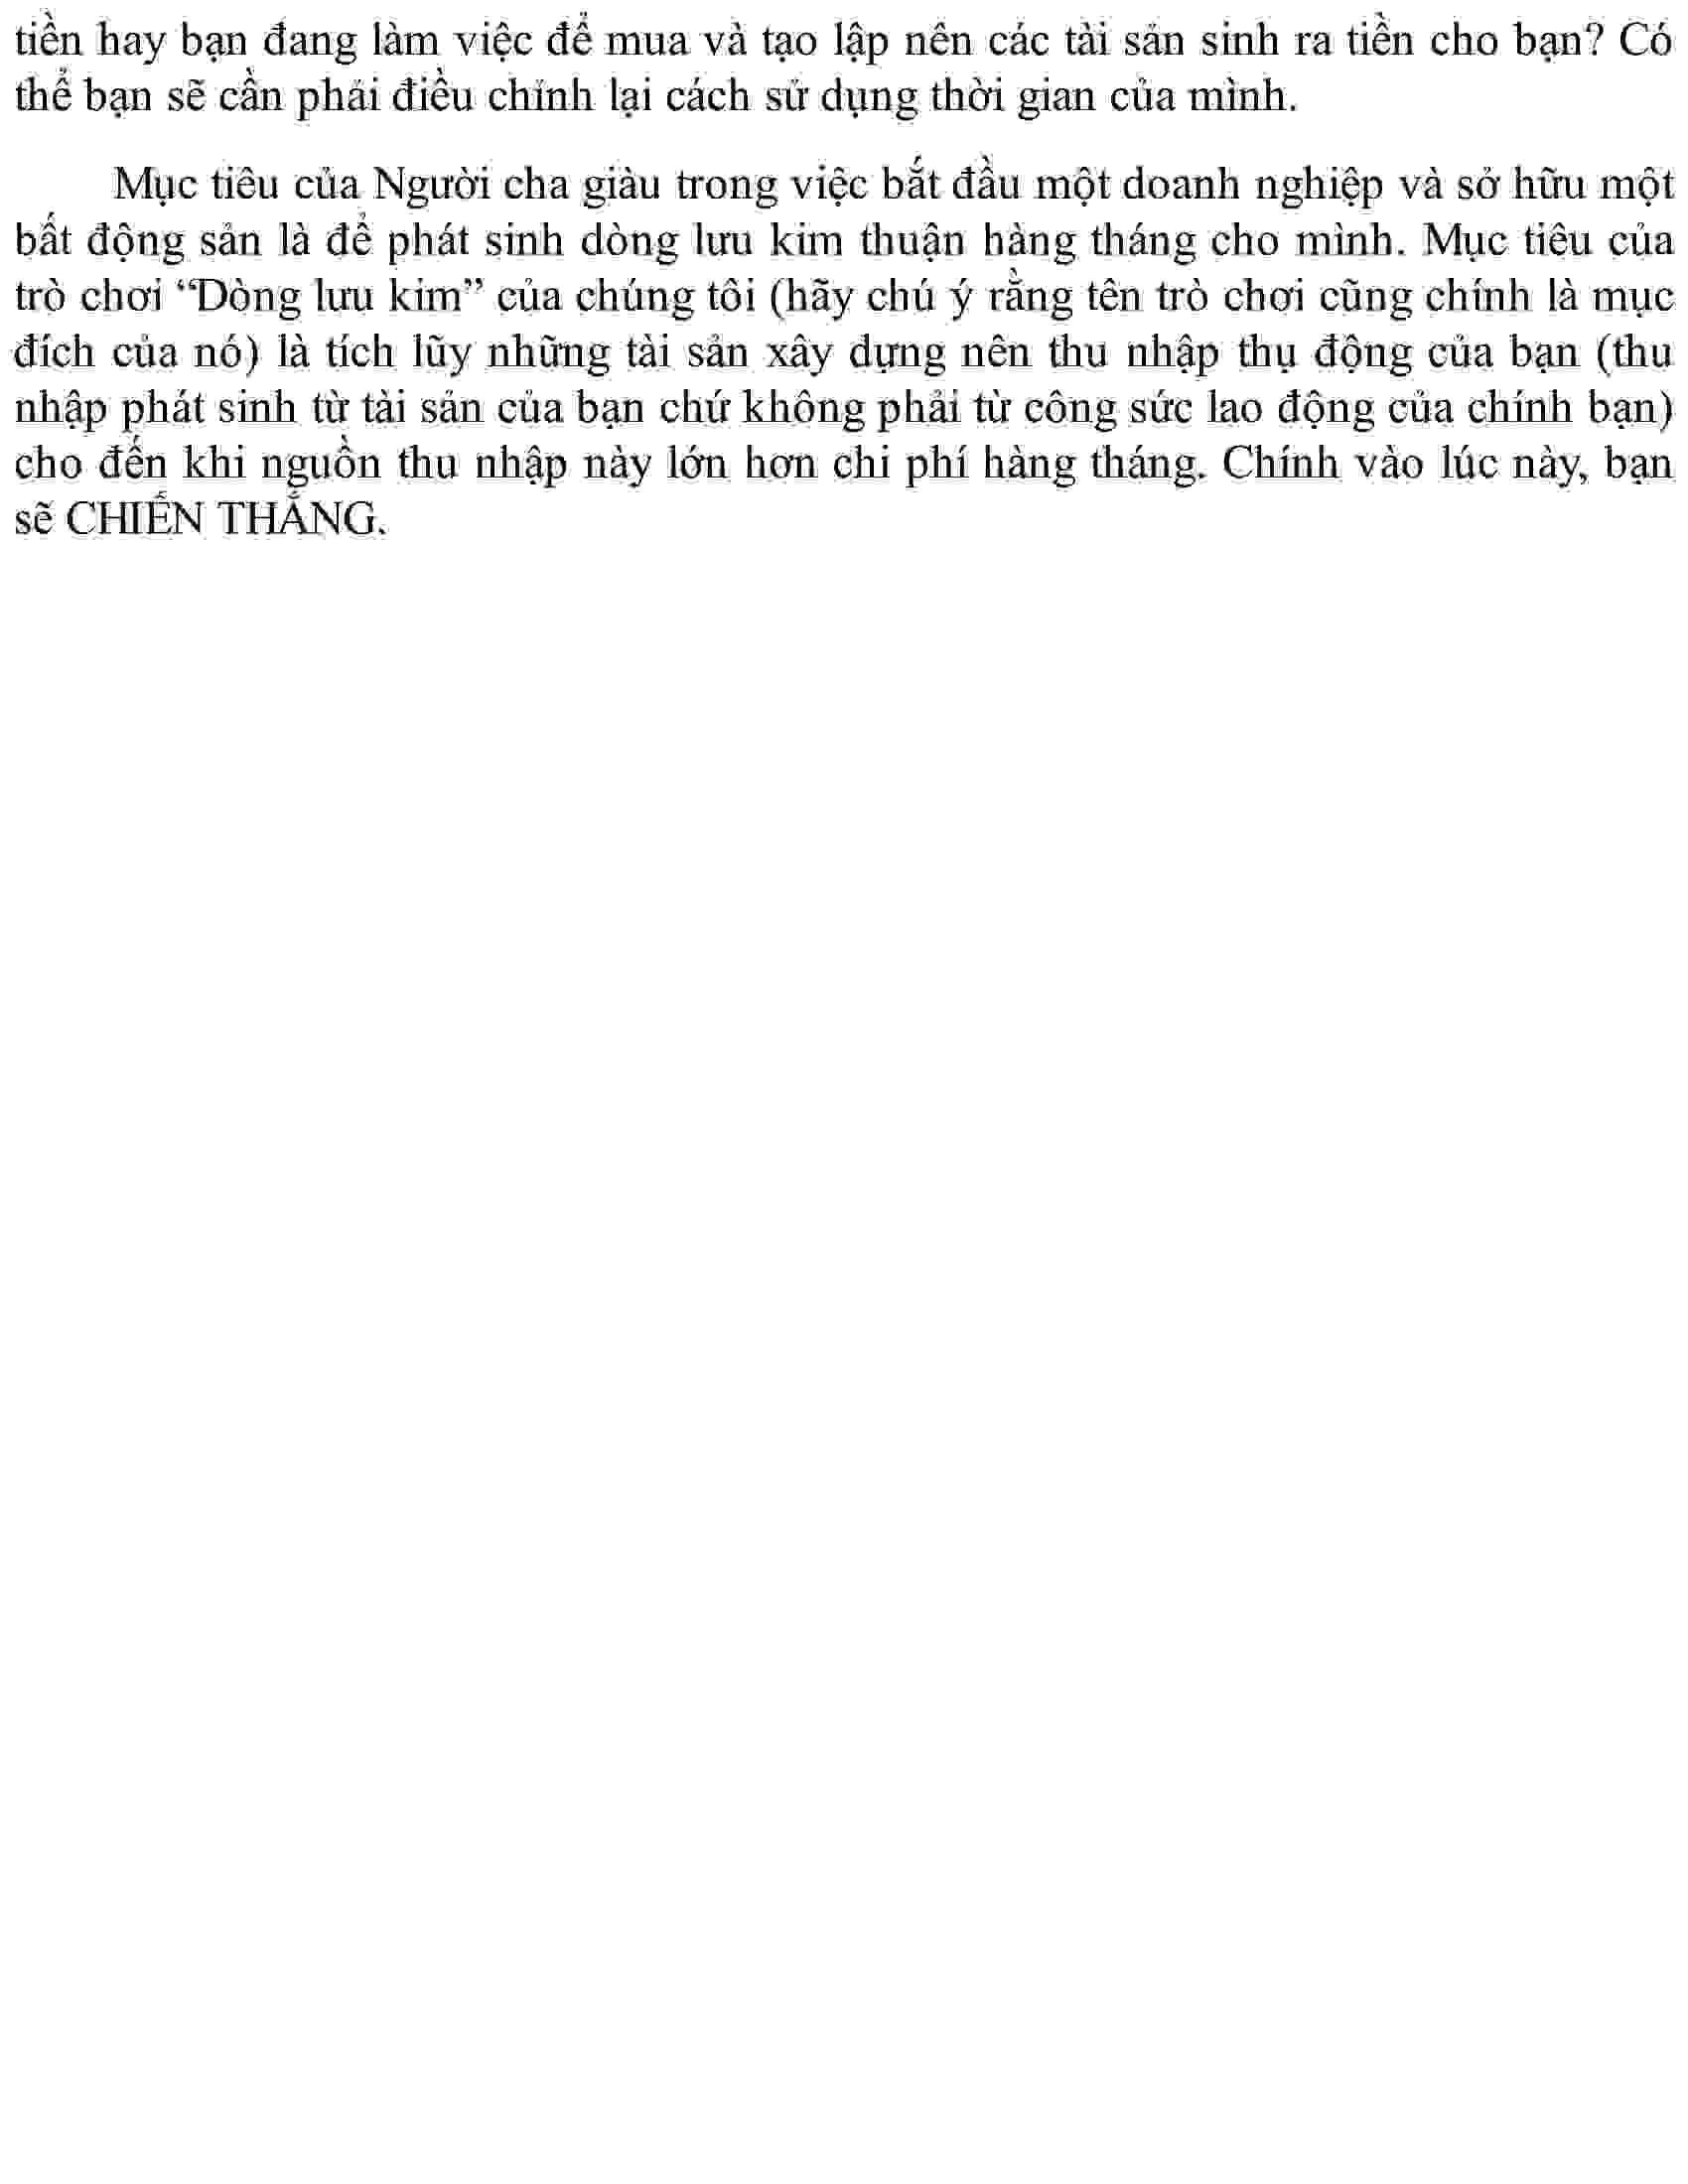 tiền hay bạn đang làm việc để mua và tạo lập nên các tài sản sinh ra tiền cho bạn? Có
thể bạn sẽ cần phải điều chỉnh lại cách sử dụng thời gian của mình.
Mục tiêu của Người cha giàu trong việc bắt đầu một doanh nghiệp và sở hữu một
bất động sản là để phát sinh dòng lưu kim thuận hàng tháng cho mình. Mục tiêu của
trò chơi “Dòng lưu kim” của chúng tôi (hãy chú ý rằng tên trò chơi cũng chính là mục
đích của nó) là tích lũy những tài sản xây dựng nên thu nhập thụ động của bạn (thu
nhập phát sinh từ tài sản của bạn chứ không phải từ công sức lao động của chính bạn)
cho đến khi nguồn thu nhập này lớn hơn chi phí hàng tháng. Chính vào lúc này, bạn
sẽ CHIẾN THẮNG.